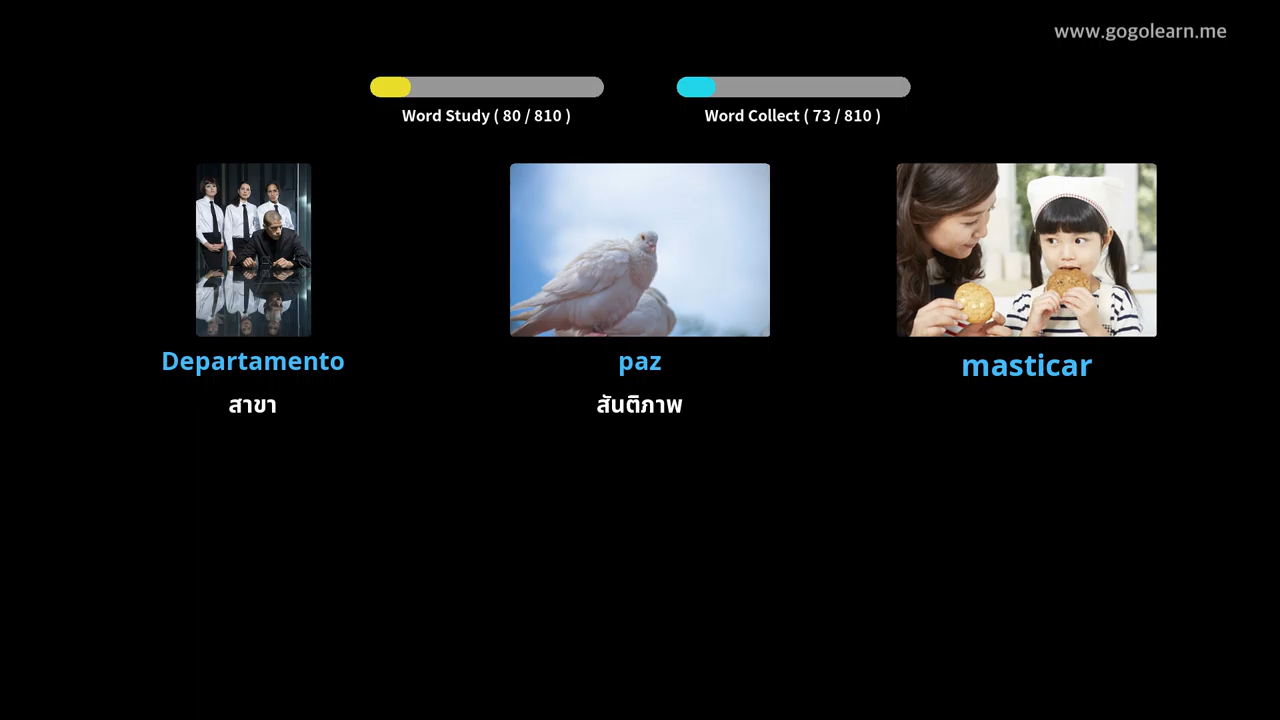 www.gogolearn.me
Word Study ( 80 / 810 )
Word Collect ( 73 / 810 )
Departamento
สาขา
paz
สันติภาพ
masticar